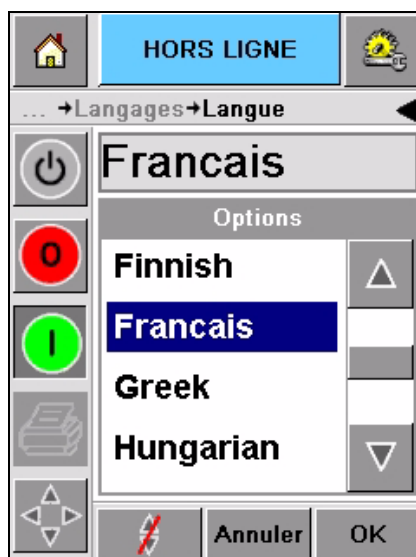 HORS LIGNE
... →Langages→Langue
Francais
Options
Finnish
Francais
Greek
Hungarian
Annuler
OK